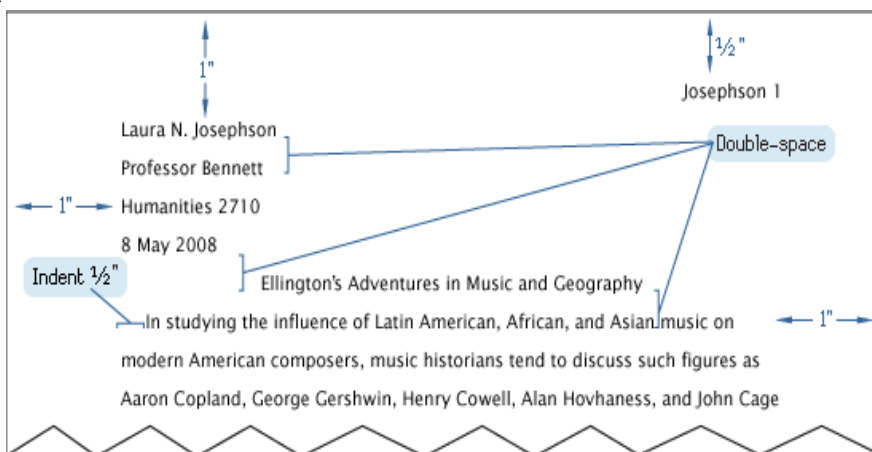 1"
½"
Josephson 1
Laura N. Josephson
Double-space
Professor Bennett
1"
Humanities 2710
8 May 2008
Indent ½"
Ellington's Adventures in Music and Geography
In studying the influence of Latin American, African, and Asian music on
1"
modern American composers, music historians tend to discuss such figures as
Aaron Copland, George Gershwin, Henry Cowell, Alan Hovhaness, and John Cage